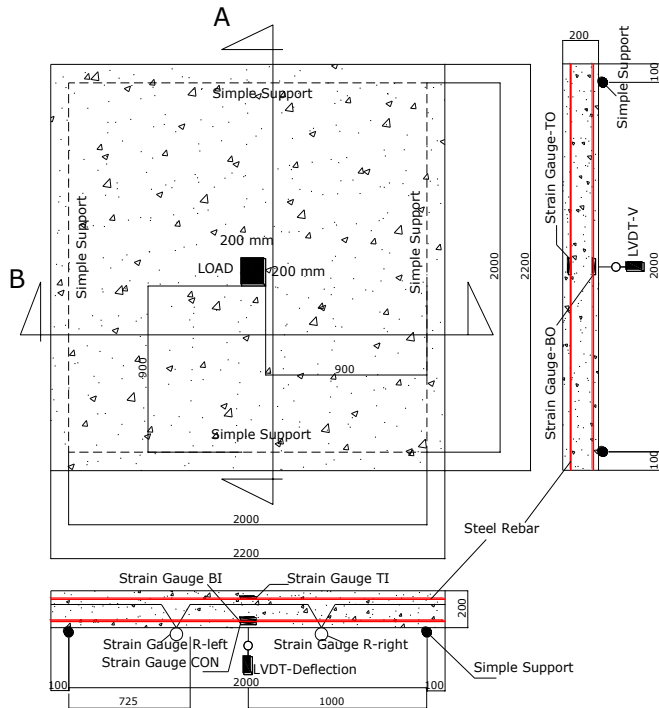 A
200
100
Simple Support
Simple Support
Strain Gauge-TO
Simple Support
Simple Support
200 mm
LOAD
200 mm
LVDT-V
B
2000
2200
2000
900
900
Strain Gauge-BO
Simple Support
100
2000
Steel Rebar
2200
Strain Gauge BI
Strain Gauge TI
200
Strain Gauge R-left
Strain Gauge R-right
Strain Gauge CON
LVDT-Deflection
Simple Support
100
2000
100
725
1000